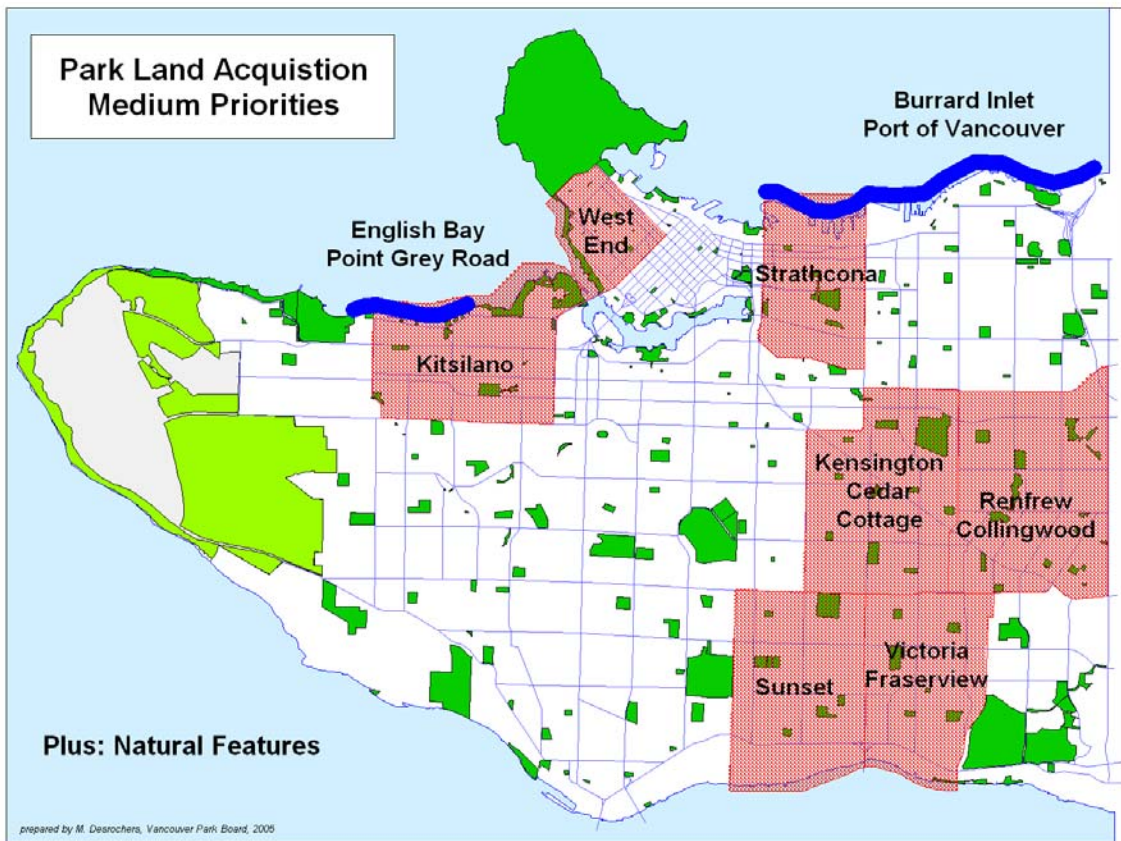 Park Land Acquistion
Medium Priorities
Burrard Inlet
Port of Vancouver
West
End
English Bay
Point Grey Road
Strathcona
Kitsilano
Kensington
Cedar
Cottage
Renfrew
Collingwood
Victoria
Fraserview
Sunset
Plus: Natural Features
prepared by M. Desrochers, Vancouver Park Board, 2005